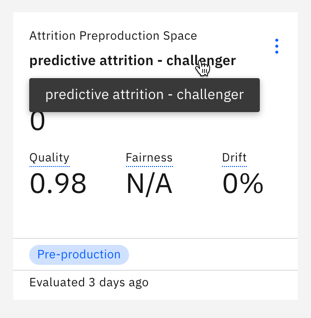 Attrition Preproduction Space
predictive attrition - challenger
predictive attrition - challenger
0
Quality Fairness Drift
0.98 N/A 0%
Pre-production
Evaluated 3 days ago